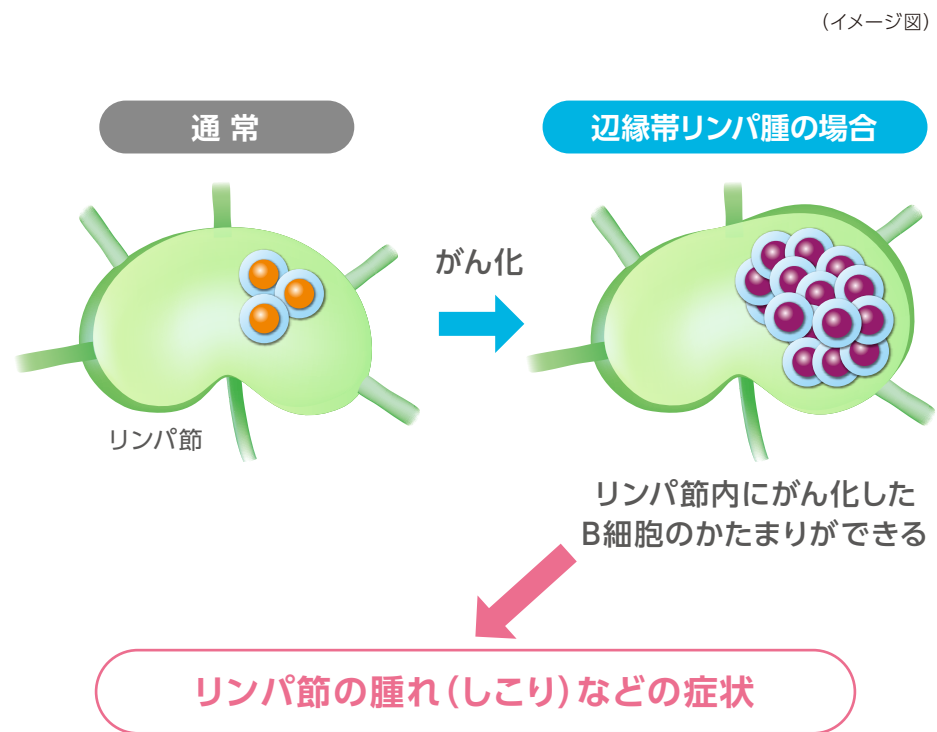 （イメージ図）
通常
辺縁帯リンパ腫の場合
がん化
リンパ節
リンパ節内にがん化した
B細胞のかたまりができる
リンパ節の腫れ（しこり）などの症状